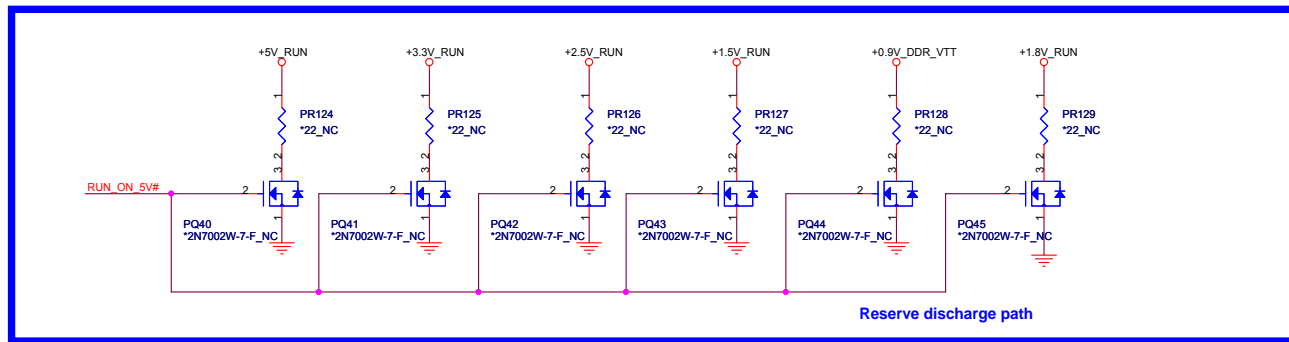 +5V_RUN
+3.3V_RUN
+2.5V_RUN
+1.5V_RUN
+0.9V_DDR_VTT
+1.8V_RUN
1
1
1
1
1
1
PR124
*22_NC
PR125
*22_NC
PR126
*22_NC
PR127
*22_NC
PR128
*22_NC
PR129
*22_NC
2
2
2
2
2
2
3
3
3
3
3
3
RUN_ON_5V#
2
2
2
2
2
2
1
1
1
1
1
1
PQ40
*2N7002W-7-F_NC
PQ41
*2N7002W-7-F_NC
PQ42
*2N7002W-7-F_NC
PQ43
*2N7002W-7-F_NC
PQ44
*2N7002W-7-F_NC
PQ45
*2N7002W-7-F_NC
Reserve discharge path